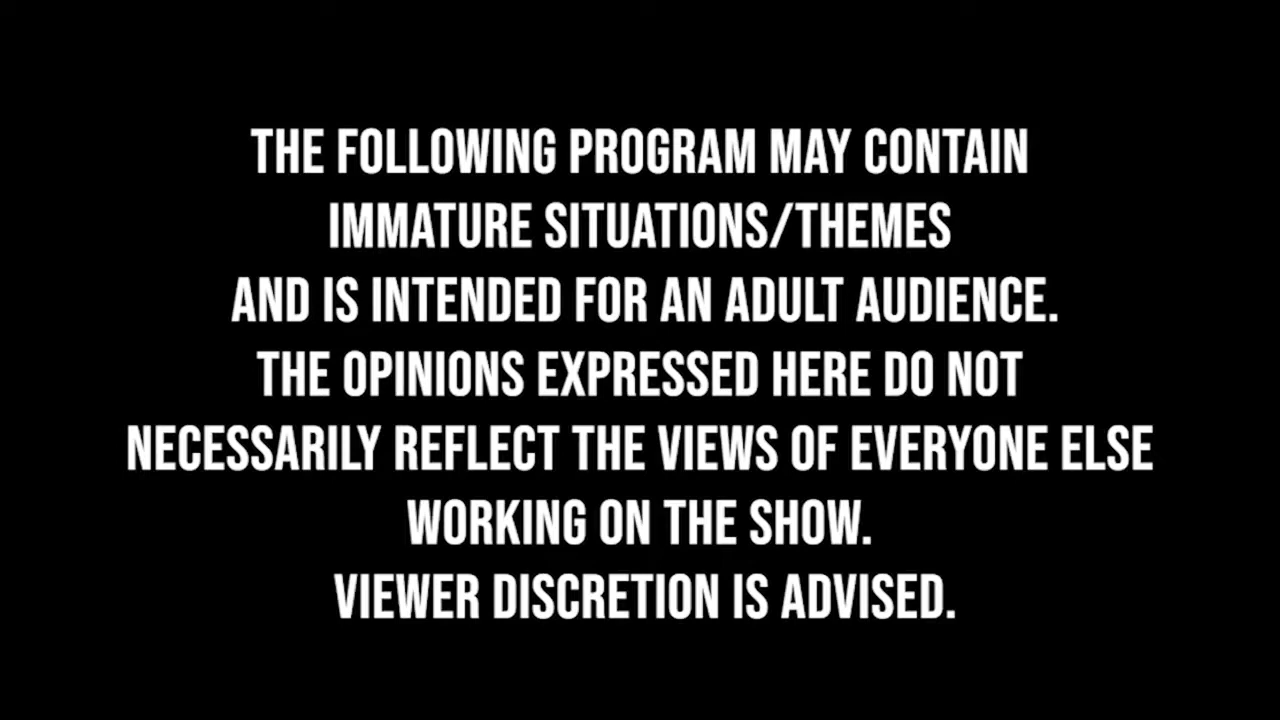 THE FOLLOWING PROGRAM MAY CONTAIN
IMMATURE SITUATIONS/THEMES
AND IS INTENDED FOR AN ADULT AUDIENCE.
THE OPINIONS EXPRESSED HERE DO NOT
NECESSARILY REFLECT THE VIEWS OF EVERYONE ELSE
WORKING ON THE SHOW.
VIEWER DISCRETION IS ADVISED.